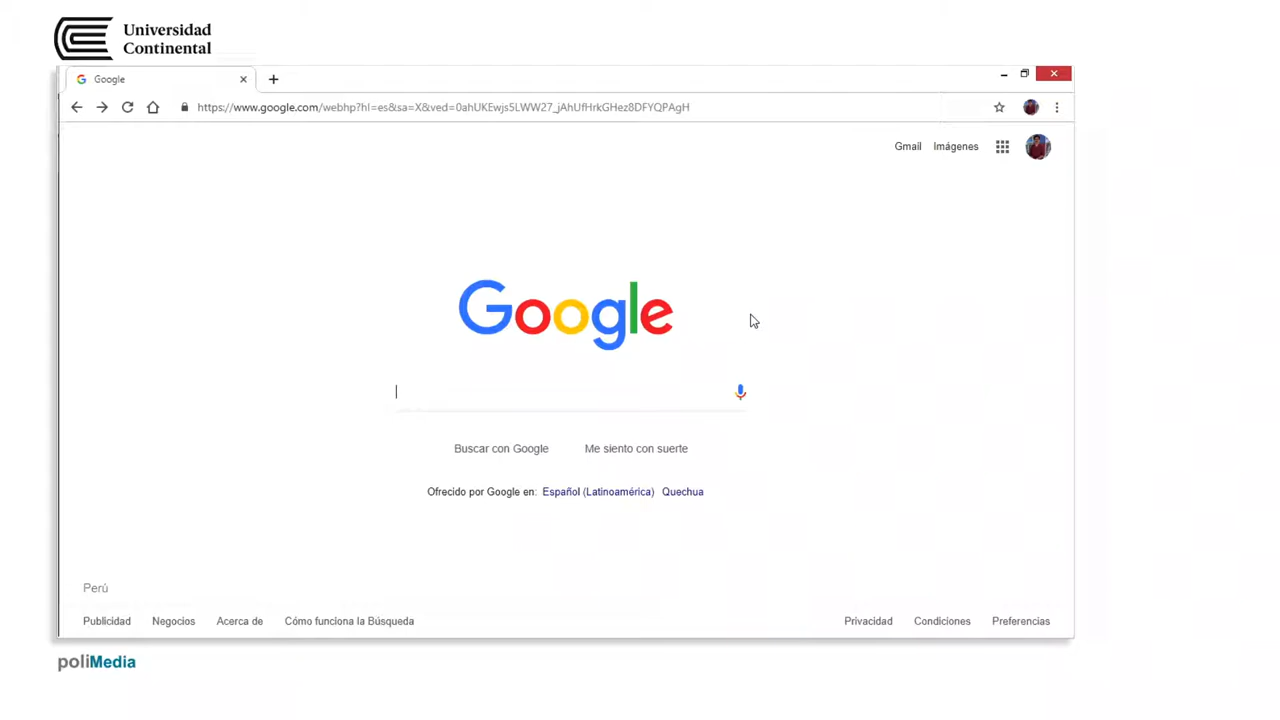 Universidad
Continental
Google
https://www.google.com/webhp?hl=es&sa=X&ved=0ahUKEwjs5LWW27_jAhUfHrkGHez8DFYQPAgH
Gmail Imágenes
Google
Buscar con Google Me siento con suerte
Ofrecido por Google en: Español (Latinoamérica) Quechua
Perú
Publicidad Negocios Acerca de Cómo funciona la Búsqueda Privacidad Condiciones Preferencias
poliMedia